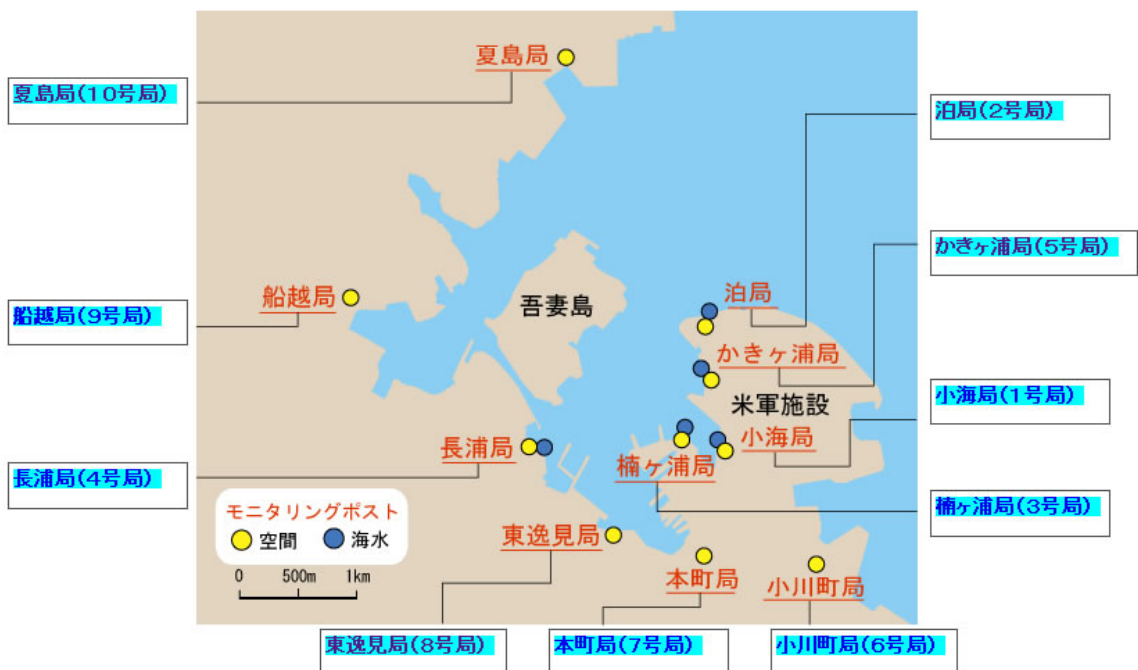 夏島局
夏島局(10号局)
泊局(2号局)
かきヶ浦局(5号局)
船越局
吾妻島
泊局
船越局(9号局)
かきヶ浦局
米軍施設
小海局(1号局)
長浦局
小海局
楠ヶ浦局
長浦局(4号局)
楠ヶ浦局(3号局)
モニタリングポスト
空間 海水
0 500m 1km
東逸見局
本町局
小川町局
東逸見局(8号局)
本町局(7号局)
小川町局(6号局)